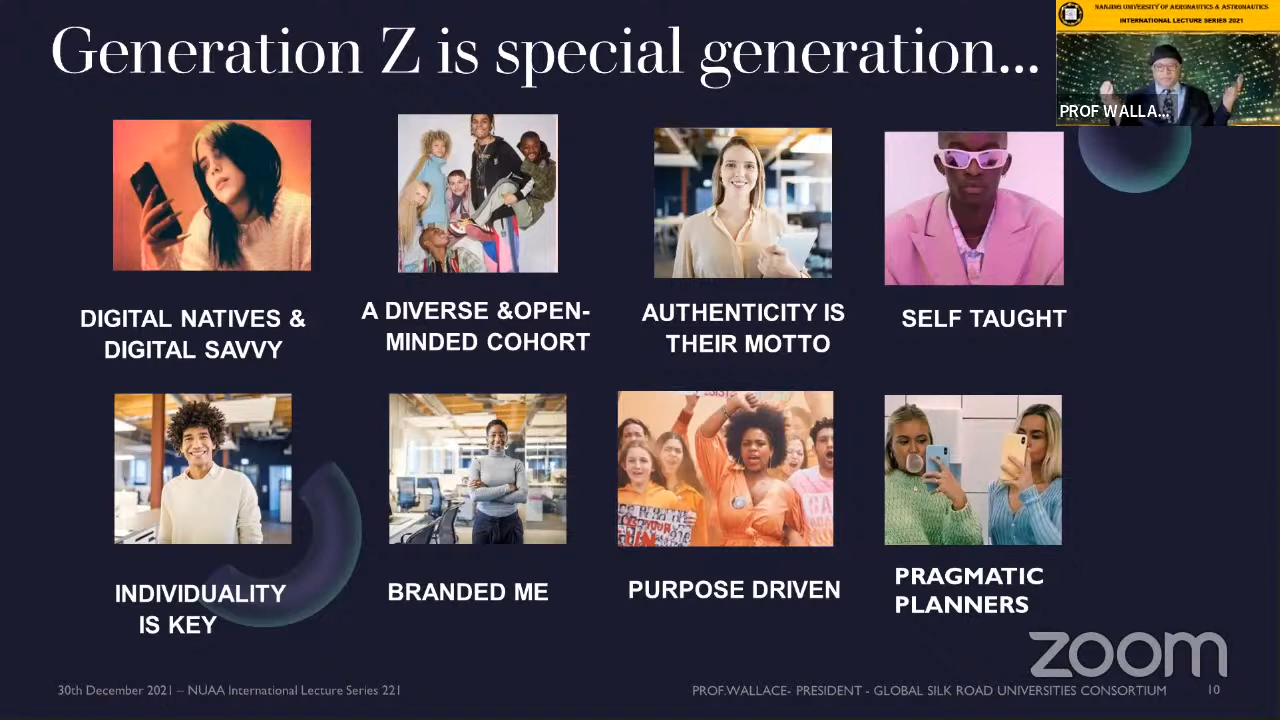 Generation Z is special generation...
NANJING UNIVERSITY OF AERONAUTICS & ASTRONAUTICS
INTERNATIONAL LECTURE SERIES 2021
PROF WALLA...
DIGITAL NATIVES &
DIGITAL SAVVY
A DIVERSE &OPEN-
MINDED COHORT
AUTHENTICITY IS
THEIR MOTTO
SELF TAUGHT
INDIVIDUALITY
IS KEY
BRANDED ME
PURPOSE DRIVEN
PRAGMATIC
PLANNERS
zoom
30th December 2021 – NUAA International Lecture Series 221
PROF.WALLACE- PRESIDENT - GLOBAL SILK ROAD UNIVERSITIES CONSORTIUM
10